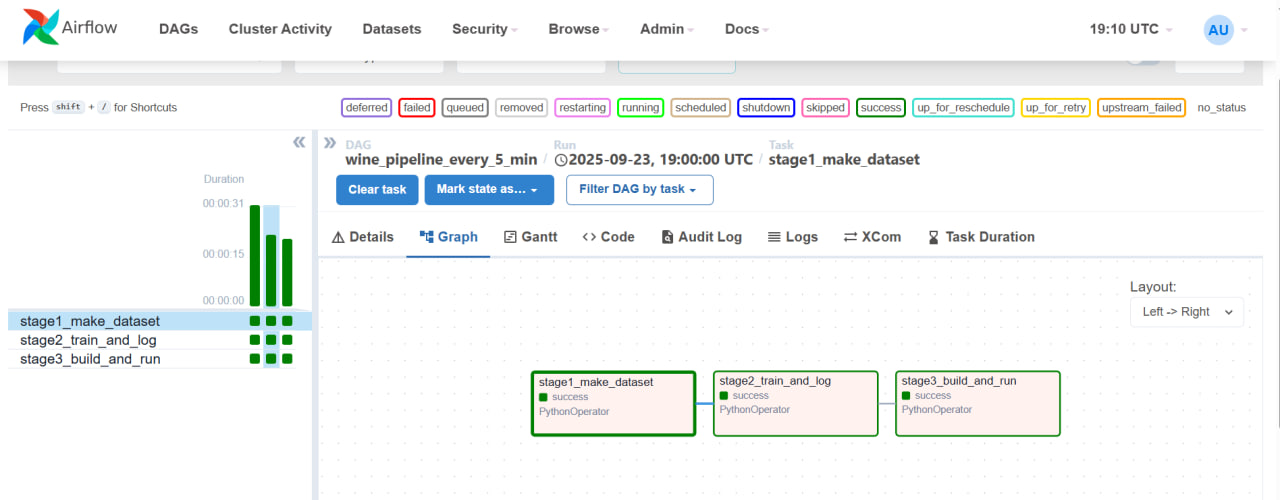 Airflow DAGs Cluster Activity Datasets Security Browse Admin Docs 19:10 UTC AU
Press shift + / for Shortcuts deferred failed queued removed restarting running scheduled shutdown skipped success up_for_reschedule up_for_retry upstream_failed no_status
DAG Run Task
wine_pipeline_every_5_min / 2025-09-23, 19:00:00 UTC / stage1_make_dataset
Duration
00:00:31
00:00:15
00:00:00
stage1_make_dataset
stage2_train_and_log
stage3_build_and_run
Clear task Mark state as... Filter DAG by task
Details Graph Gantt Code Audit Log Logs XCom Task Duration
Layout:
Left -> Right
stage1_make_dataset
success
PythonOperator
stage2_train_and_log
success
PythonOperator
stage3_build_and_run
success
PythonOperator